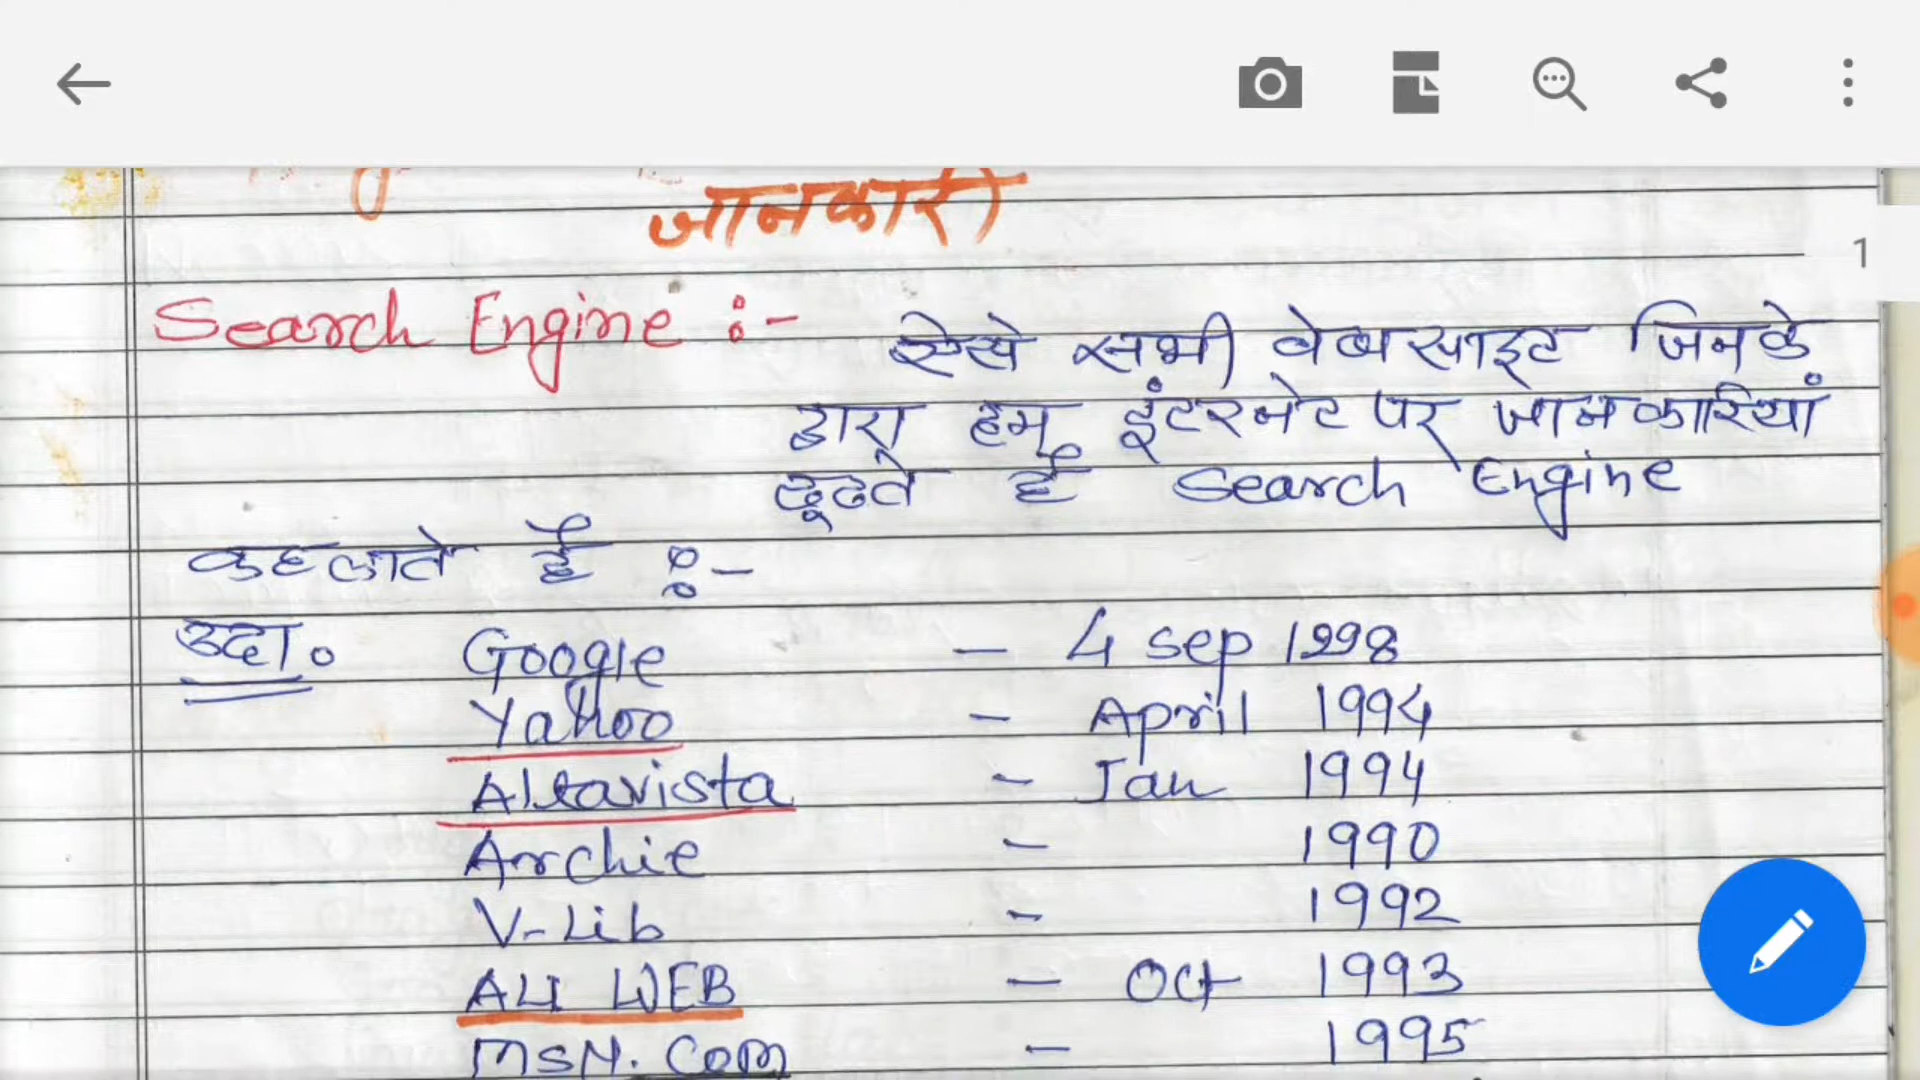 जानकारी
1
Search Engine :- ऐसे सभी वेबसाइट जिनके
द्वारा हम इंटरनेट पर जानकारियां
ढूढते है Search Engine
कहलाते है :-
उदा. Google - 4 sep 1998
Yahoo - April 1994
Altavista - Jan 1994
Archie - 1990
V-Lib - 1992
ALI WEB - Oct 1993
MSN. Com - 1995